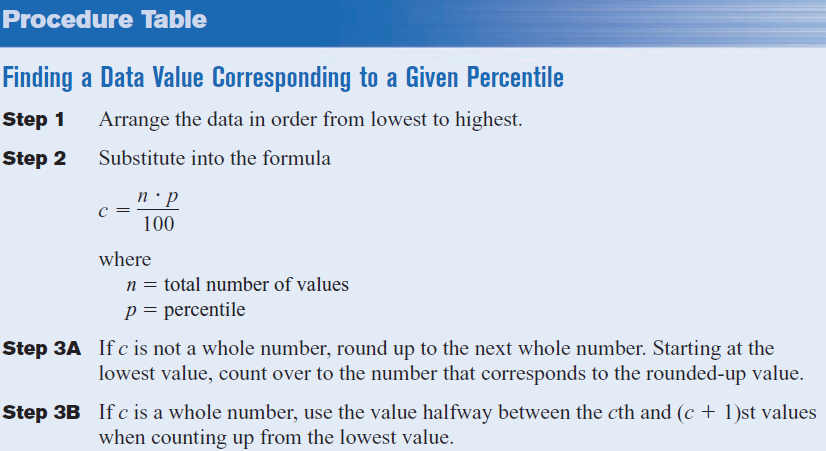 Procedure Table
Finding a Data Value Corresponding to a Given Percentile
Step 1 Arrange the data in order from lowest to highest.
Step 2 Substitute into the formula
c = n · p / 100
where
n = total number of values
p = percentile
Step 3A If c is not a whole number, round up to the next whole number. Starting at the
lowest value, count over to the number that corresponds to the rounded-up value.
Step 3B If c is a whole number, use the value halfway between the cth and (c + 1)st values
when counting up from the lowest value.